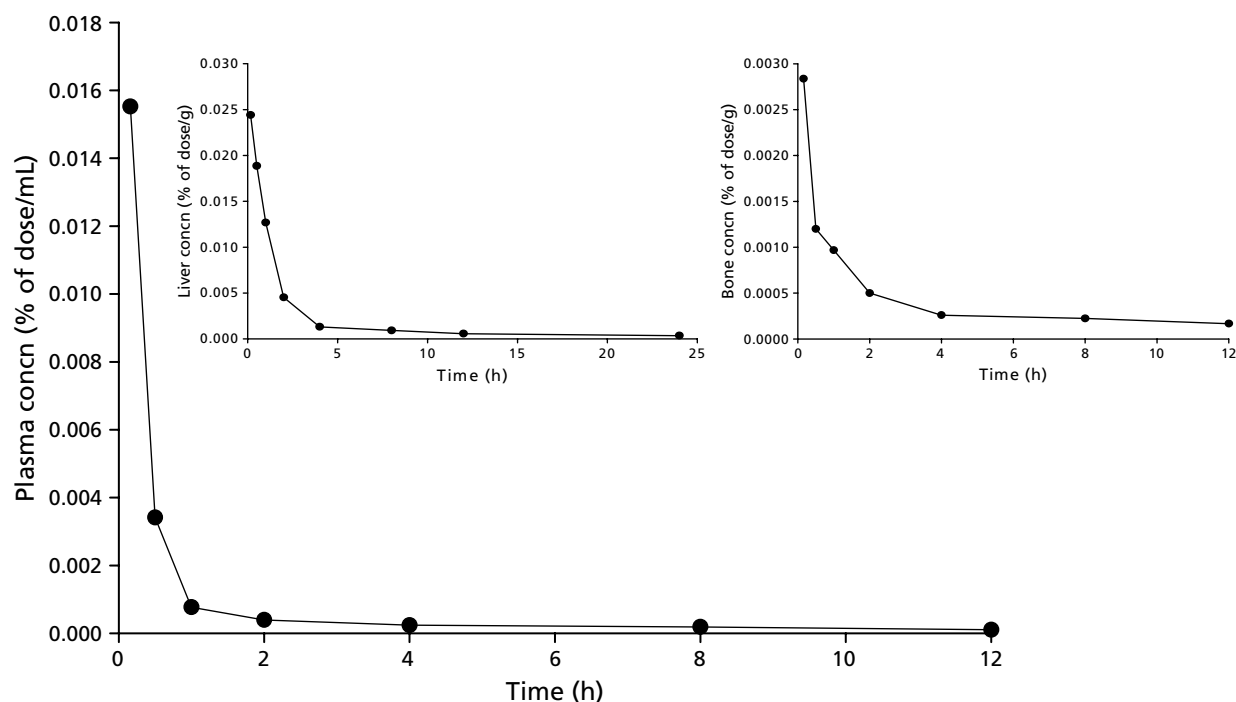 Plasma concn (% of dose/mL)
0.018
0.016
0.014
0.012
0.010
0.008
0.006
0.004
0.002
0.000
0 2 4 6 8 10 12
Time (h)
Liver concn (% of dose/g)
0.030
0.025
0.020
0.015
0.010
0.005
0.000
0 5 10 15 20 25
Time (h)
Bone concn (% of dose/g)
0.0030
0.0025
0.0020
0.0015
0.0010
0.0005
0.0000
0 2 4 6 8 10 12
Time (h)